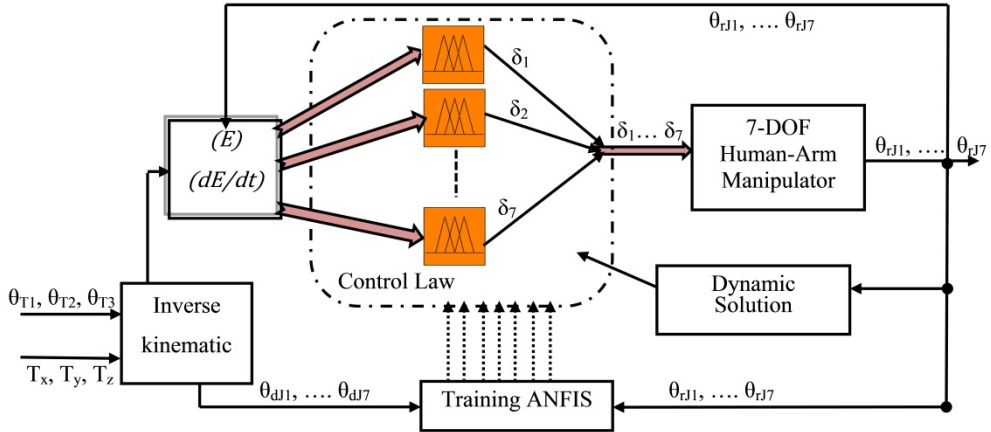 θrJ1, …. θrJ7
δ1
(E)
(dE/dt)
δ2
δ1… δ7
7-DOF
Human-Arm
Manipulator
θrJ1, …. θrJ7
δ7
Control Law
Dynamic
Solution
θT1, θT2, θT3
Inverse
kinematic
Tx, Ty, Tz
θdJ1, …. θdJ7
Training ANFIS
θrJ1, …. θrJ7